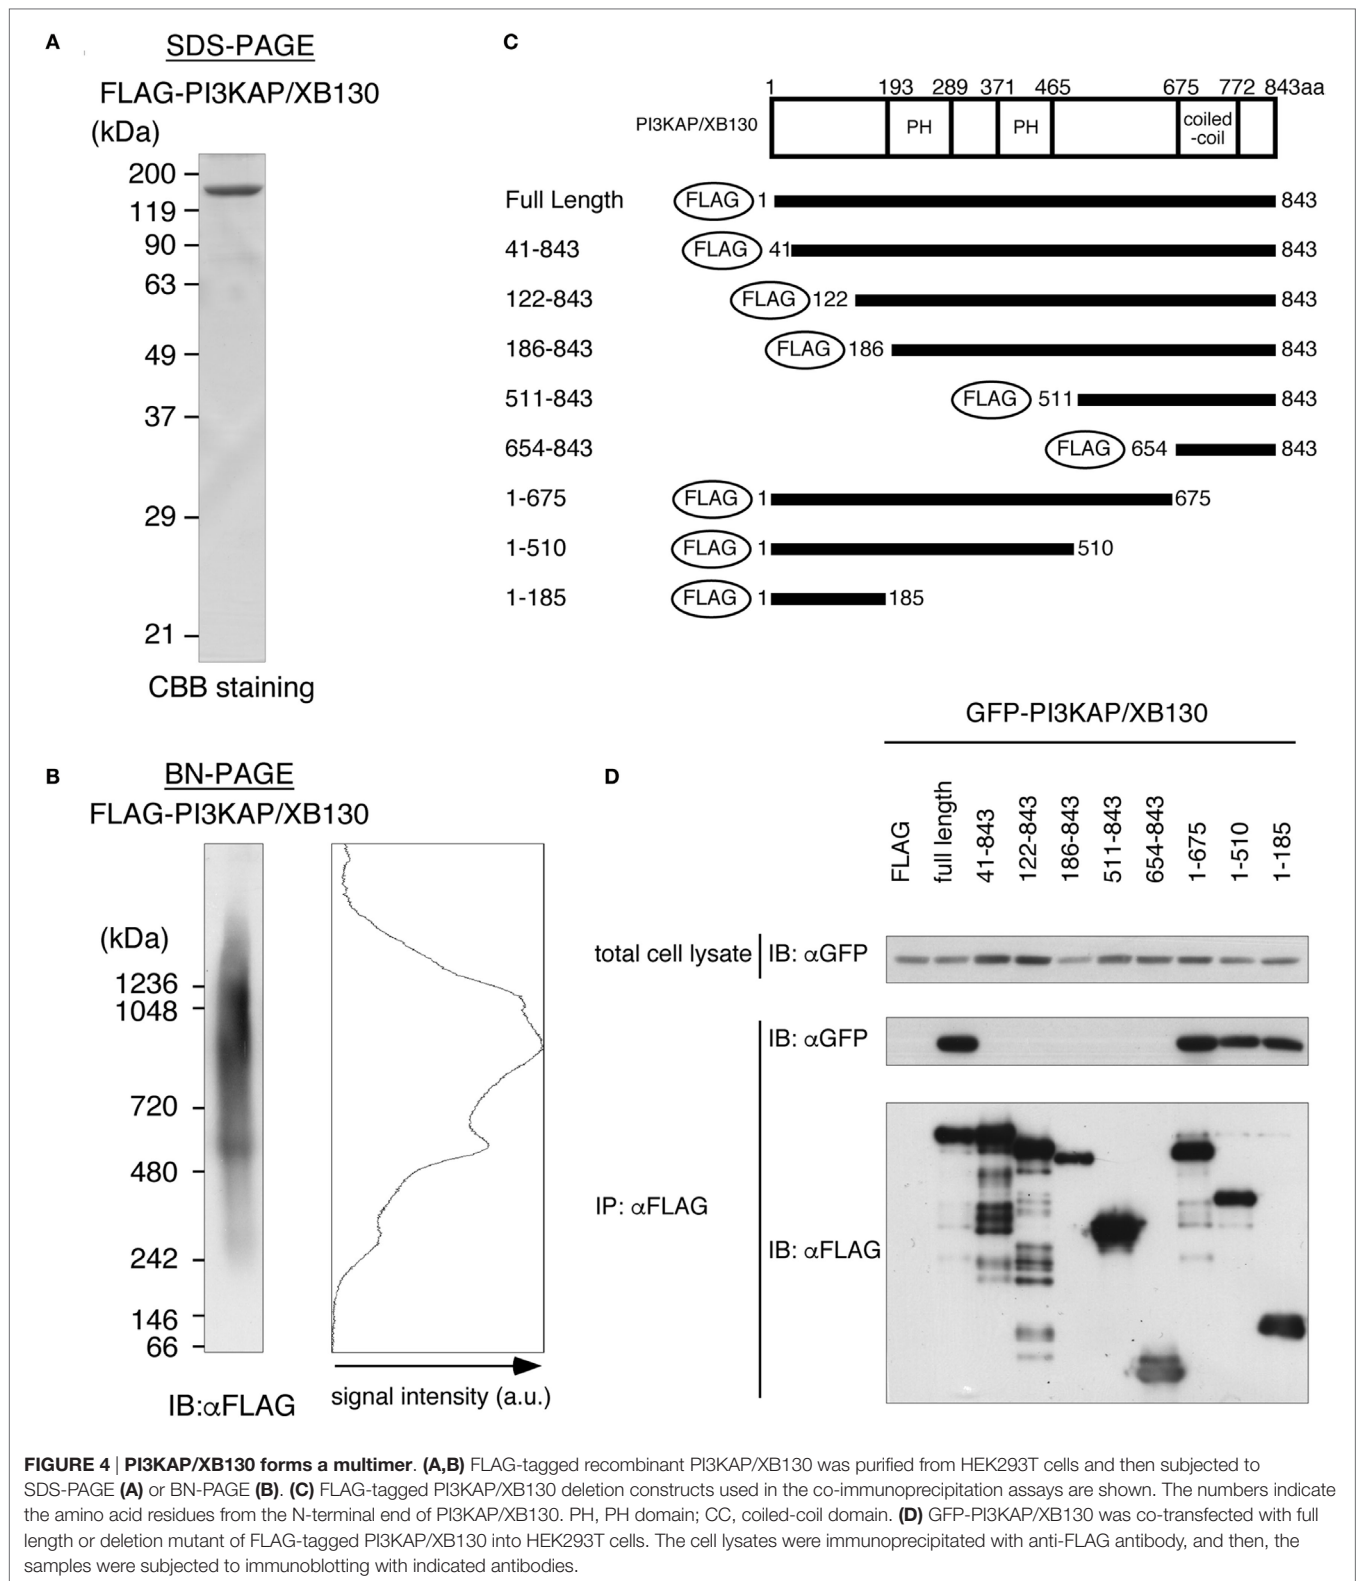 A
SDS-PAGE
FLAG-PI3KAP/XB130
(kDa)
200
119
90
63
49
37
29
21
CBB staining
C
1 193 289 371 465 675 772 843aa
PI3KAP/XB130 PH PH coiled
-coil
Full Length FLAG 1 843
41-843 FLAG 41 843
122-843 FLAG 122 843
186-843 FLAG 186 843
511-843 FLAG 511 843
654-843 FLAG 654 843
1-675 FLAG 1 675
1-510 FLAG 1 510
1-185 FLAG 1 185
B
BN-PAGE
FLAG-PI3KAP/XB130
(kDa)
1236
1048
720
480
242
146
66
IB:αFLAG
signal intensity (a.u.)
D
GFP-PI3KAP/XB130
FLAG
full length
41-843
122-843
186-843
511-843
654-843
1-675
1-510
1-185
total cell lysate IB: αGFP
IB: αGFP
IP: αFLAG
IB: αFLAG
FIGURE 4 | PI3KAP/XB130 forms a multimer. (A,B) FLAG-tagged recombinant PI3KAP/XB130 was purified from HEK293T cells and then subjected to
SDS-PAGE (A) or BN-PAGE (B). (C) FLAG-tagged PI3KAP/XB130 deletion constructs used in the co-immunoprecipitation assays are shown. The numbers indicate
the amino acid residues from the N-terminal end of PI3KAP/XB130. PH, PH domain; CC, coiled-coil domain. (D) GFP-PI3KAP/XB130 was co-transfected with full
length or deletion mutant of FLAG-tagged PI3KAP/XB130 into HEK293T cells. The cell lysates were immunoprecipitated with anti-FLAG antibody, and then, the
samples were subjected to immunoblotting with indicated antibodies.